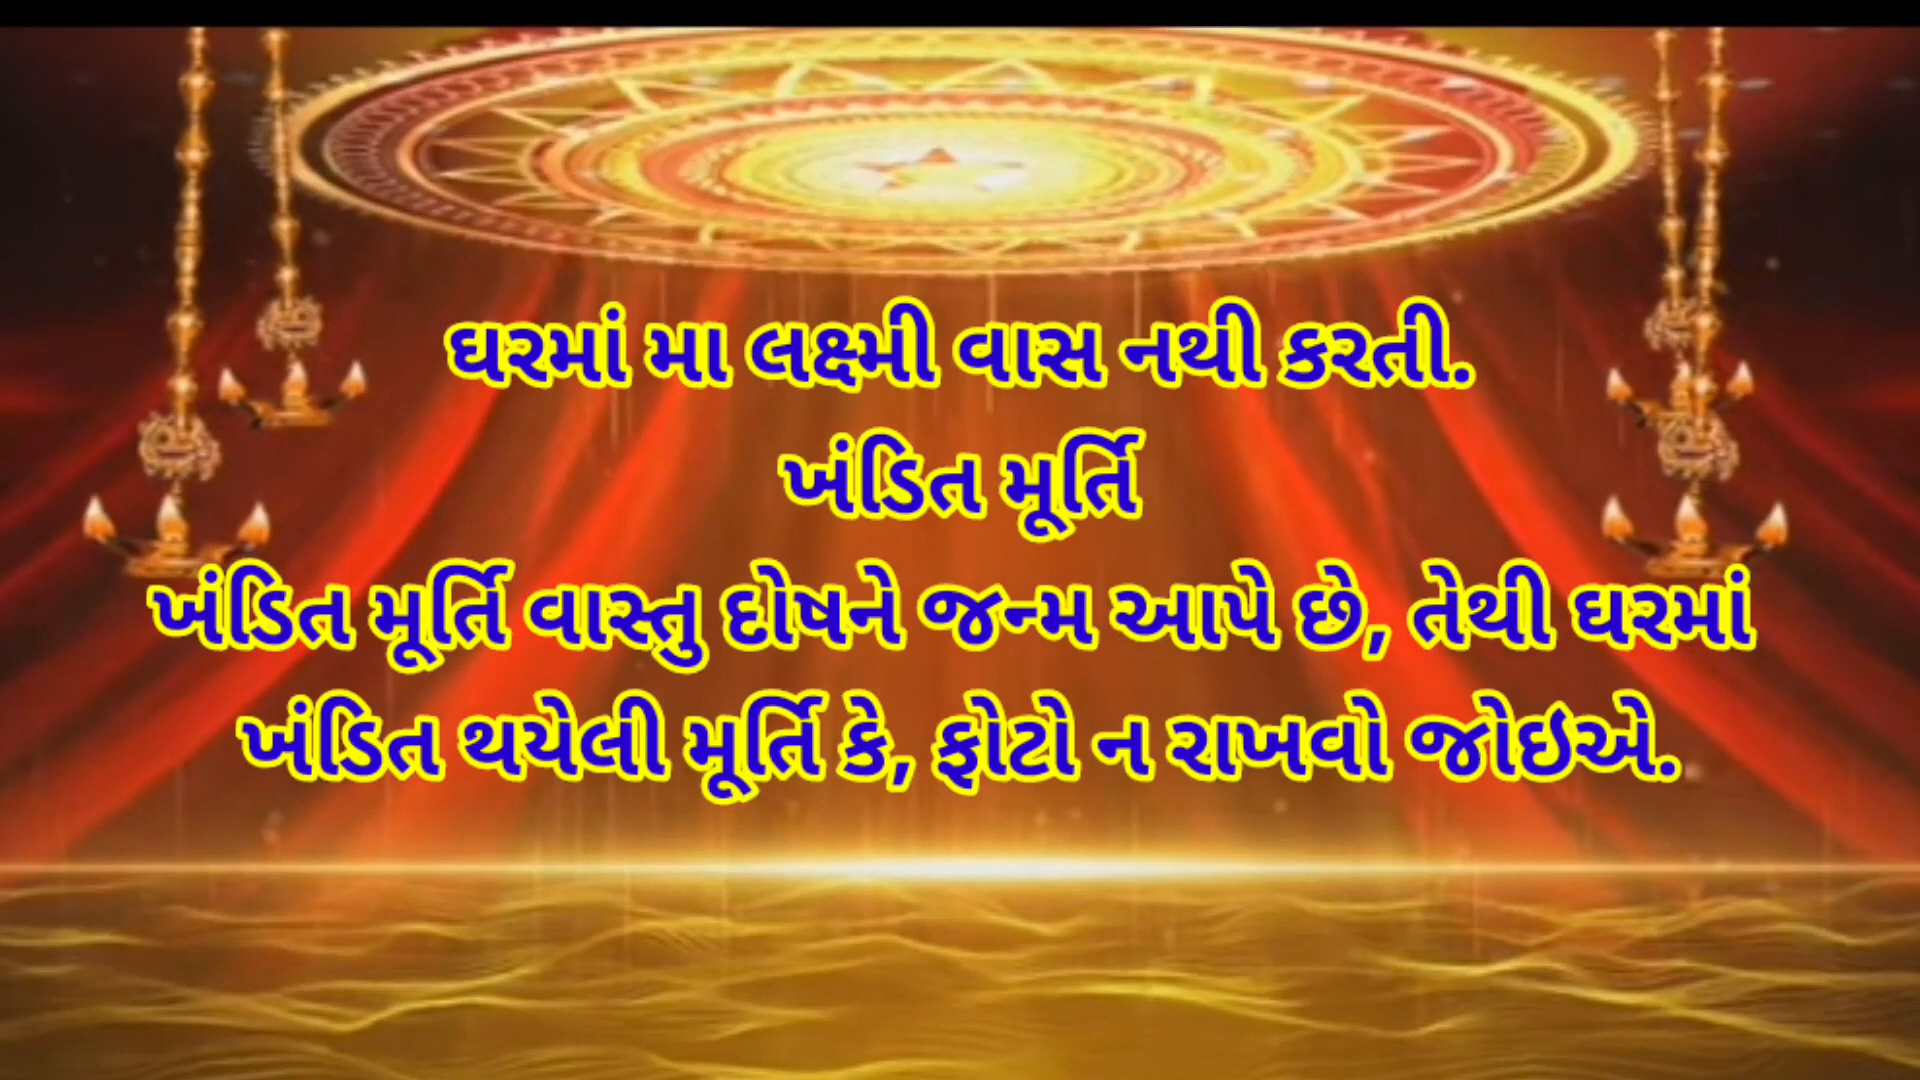 ઘરમાં મા લક્ષ્મી વાસ નથી કરતી.
ખંડિત મૂર્તિ
ખંડિત મૂર્તિ વાસ્તુ દોષને જન્મ આપે છે, તેથી ઘરમાં
ખંડિત થયેલી મૂર્તિ કે, ફોટો ન રાખવો જોઇએ.